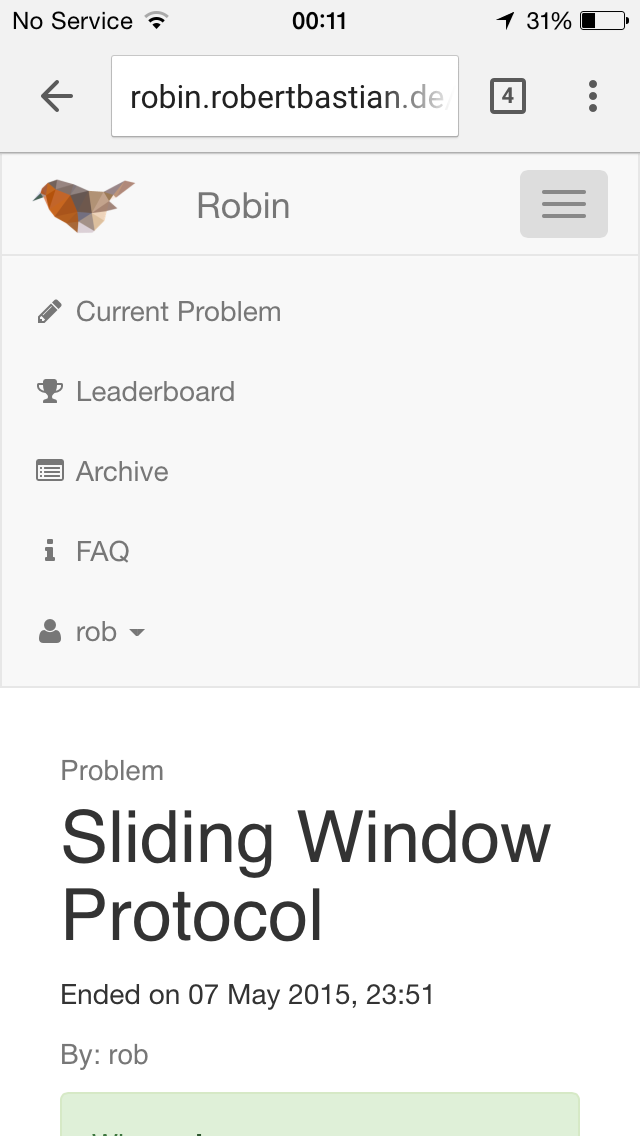 No Service 00:11 31%
robin.robertbastian.de/ 4
Robin
Current Problem
Leaderboard
Archive
FAQ
rob
Problem
Sliding Window
Protocol
Ended on 07 May 2015, 23:51
By: rob